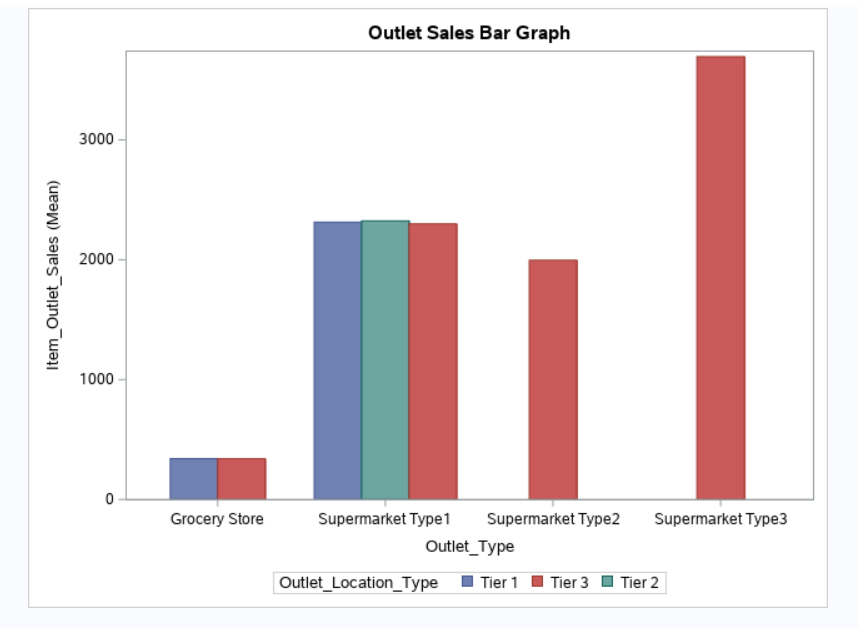 Outlet Sales Bar Graph
Item_Outlet_Sales (Mean)
3000
2000
1000
0
Grocery Store Supermarket Type1 Supermarket Type2 Supermarket Type3
Outlet_Type
Outlet_Location_Type Tier 1 Tier 3 Tier 2